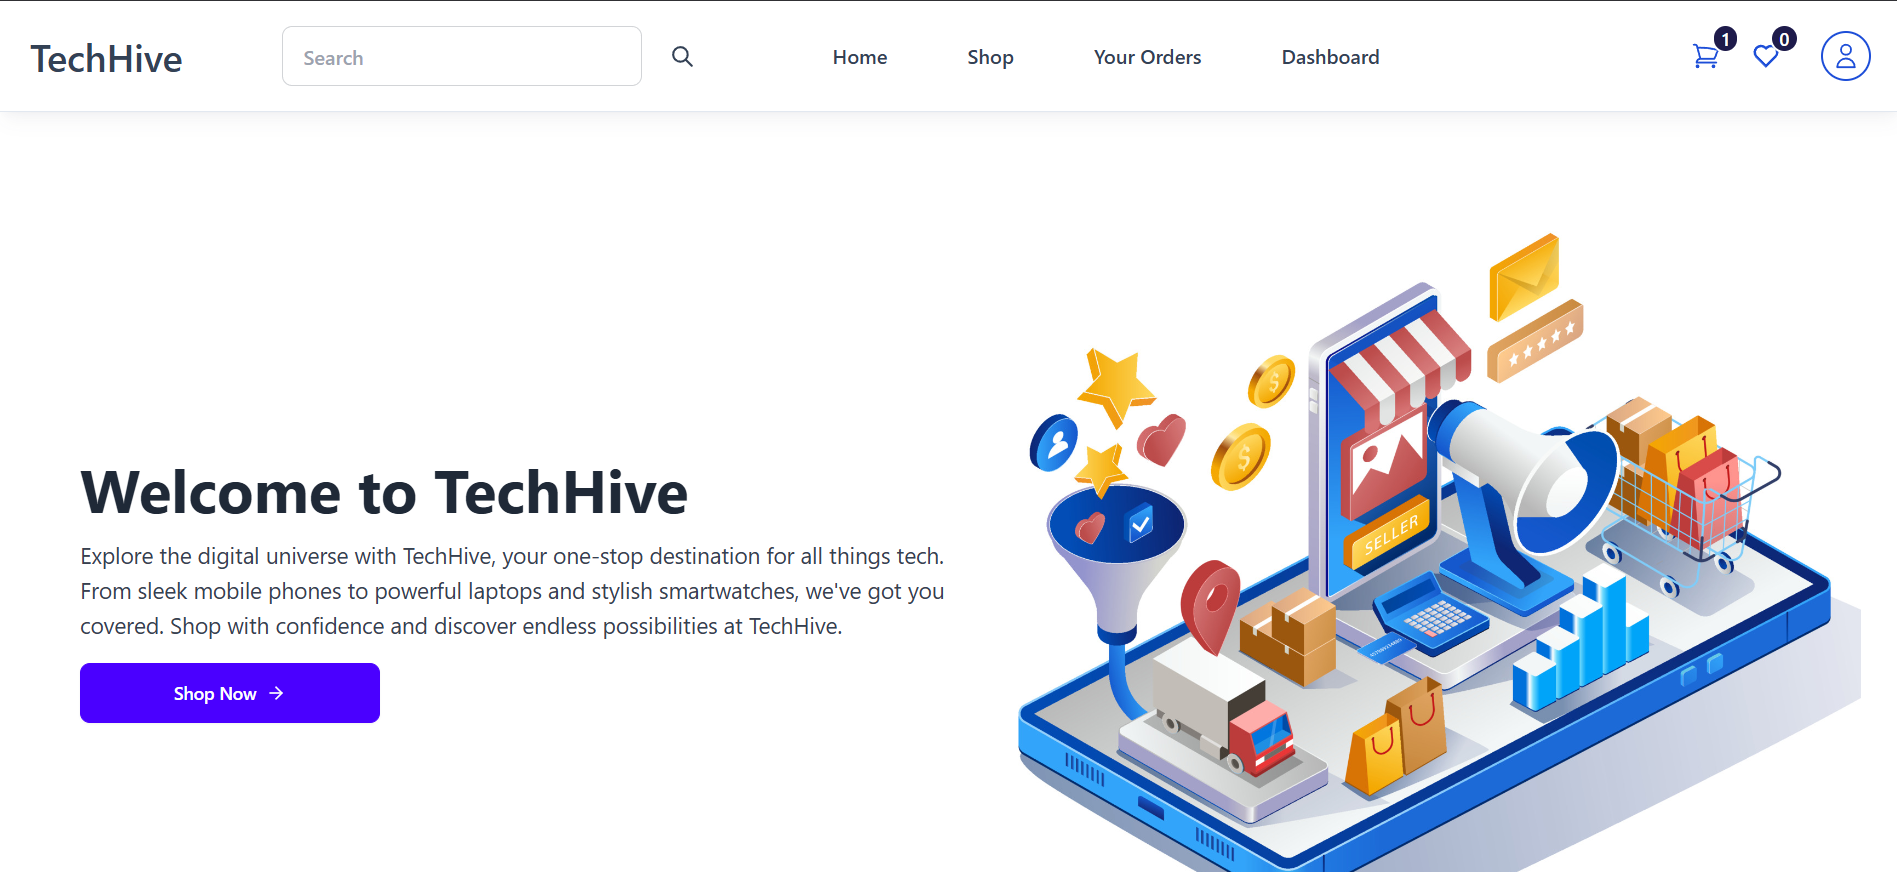 TechHive
Search
Home
Shop
Your Orders
Dashboard
1
0
Welcome to TechHive
Explore the digital universe with TechHive, your one-stop destination for all things tech.
From sleek mobile phones to powerful laptops and stylish smartwatches, we've got you
covered. Shop with confidence and discover endless possibilities at TechHive.
Shop Now
$
$
SELLER